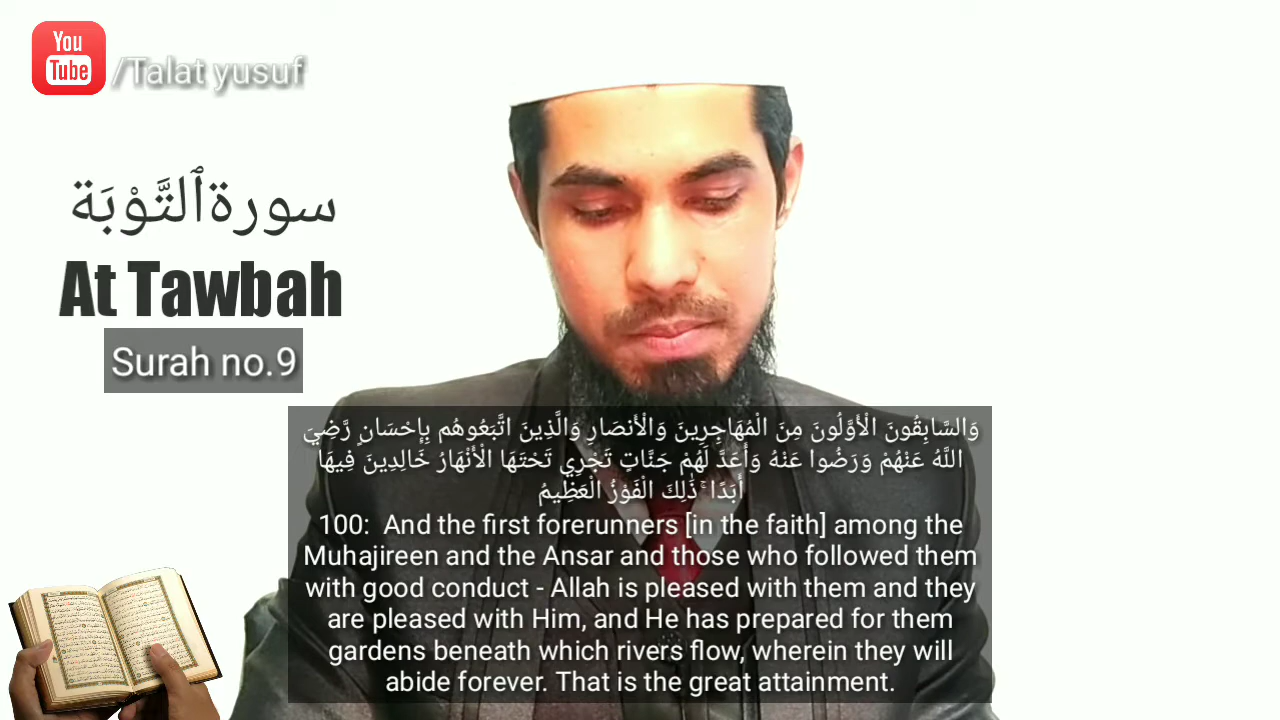 You
Tube
/Talat yusuf
سورةٱلتَّوْبَة
At Tawbah
Surah no.9
وَالسَّابِقُونَ الْأَوَّلُونَ مِنَ الْمُهَاجِرِينَ وَالْأَنصَارِ وَالَّذِينَ اتَّبَعُوهُم بِإِحْسَانٍ رَّضِيَ
اللَّهُ عَنْهُمْ وَرَضُوا عَنْهُ وَأَعَدَّ لَهُمْ جَنَّاتٍ تَجْرِي تَحْتَهَا الْأَنْهَارُ خَالِدِينَ فِيهَا
أَبَدًا ۚ ذَٰلِكَ الْفَوْزُ الْعَظِيمُ
100: And the first forerunners [in the faith] among the
Muhajireen and the Ansar and those who followed them
with good conduct - Allah is pleased with them and they
are pleased with Him, and He has prepared for them
gardens beneath which rivers flow, wherein they will
abide forever. That is the great attainment.